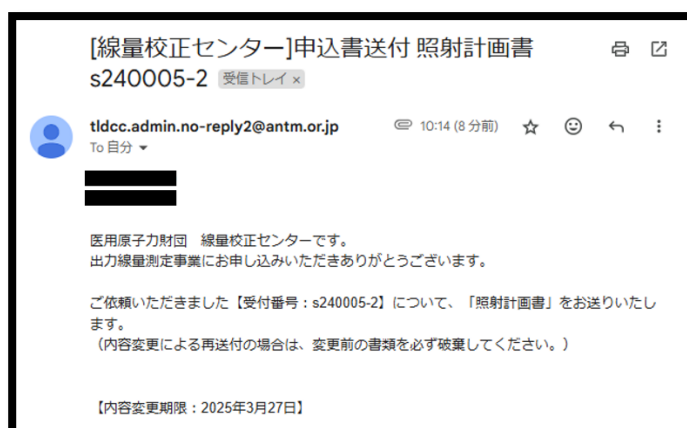 [線量校正センター]申込書送付 照射計画書
s240005-2 受信トレイ ×
tldcc.admin.no-reply2@antm.or.jp 10:14 (8 分前)
To 自分
医用原子力財団　線量校正センターです。
出力線量測定事業にお申し込みいただきありがとうございます。
ご依頼いただきました【受付番号：s240005-2】について、「照射計画書」をお送りいたし
ます。
（内容変更による再送付の場合は、変更前の書類を必ず破棄してください。）
【内容変更期限：2025年3月27日】